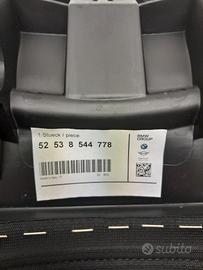 1 Stueck / piece
52 53 8 544 778
BMW
GROUP
subito